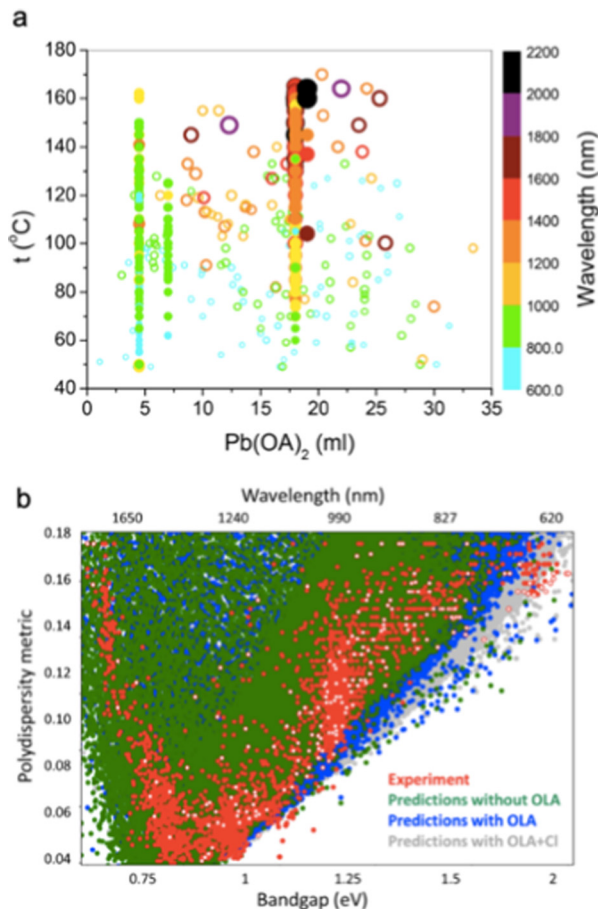 a
180
160
140
120
100
80
60
40
t (°C)
0 5 10 15 20 25 30 35
Pb(OA)2 (ml)
2200
2000
1800
1600
1400
1200
1000
800.0
600.0
Wavelength (nm)
b
Wavelength (nm)
1650 1240 990 827 620
0.18
0.16
0.14
0.12
0.10
0.08
0.06
0.04
Polydispersity metric
Experiment
Predictions without OLA
Predictions with OLA
Predictions with OLA+Cl
0.75 1 1.25 1.5 2
Bandgap (eV)